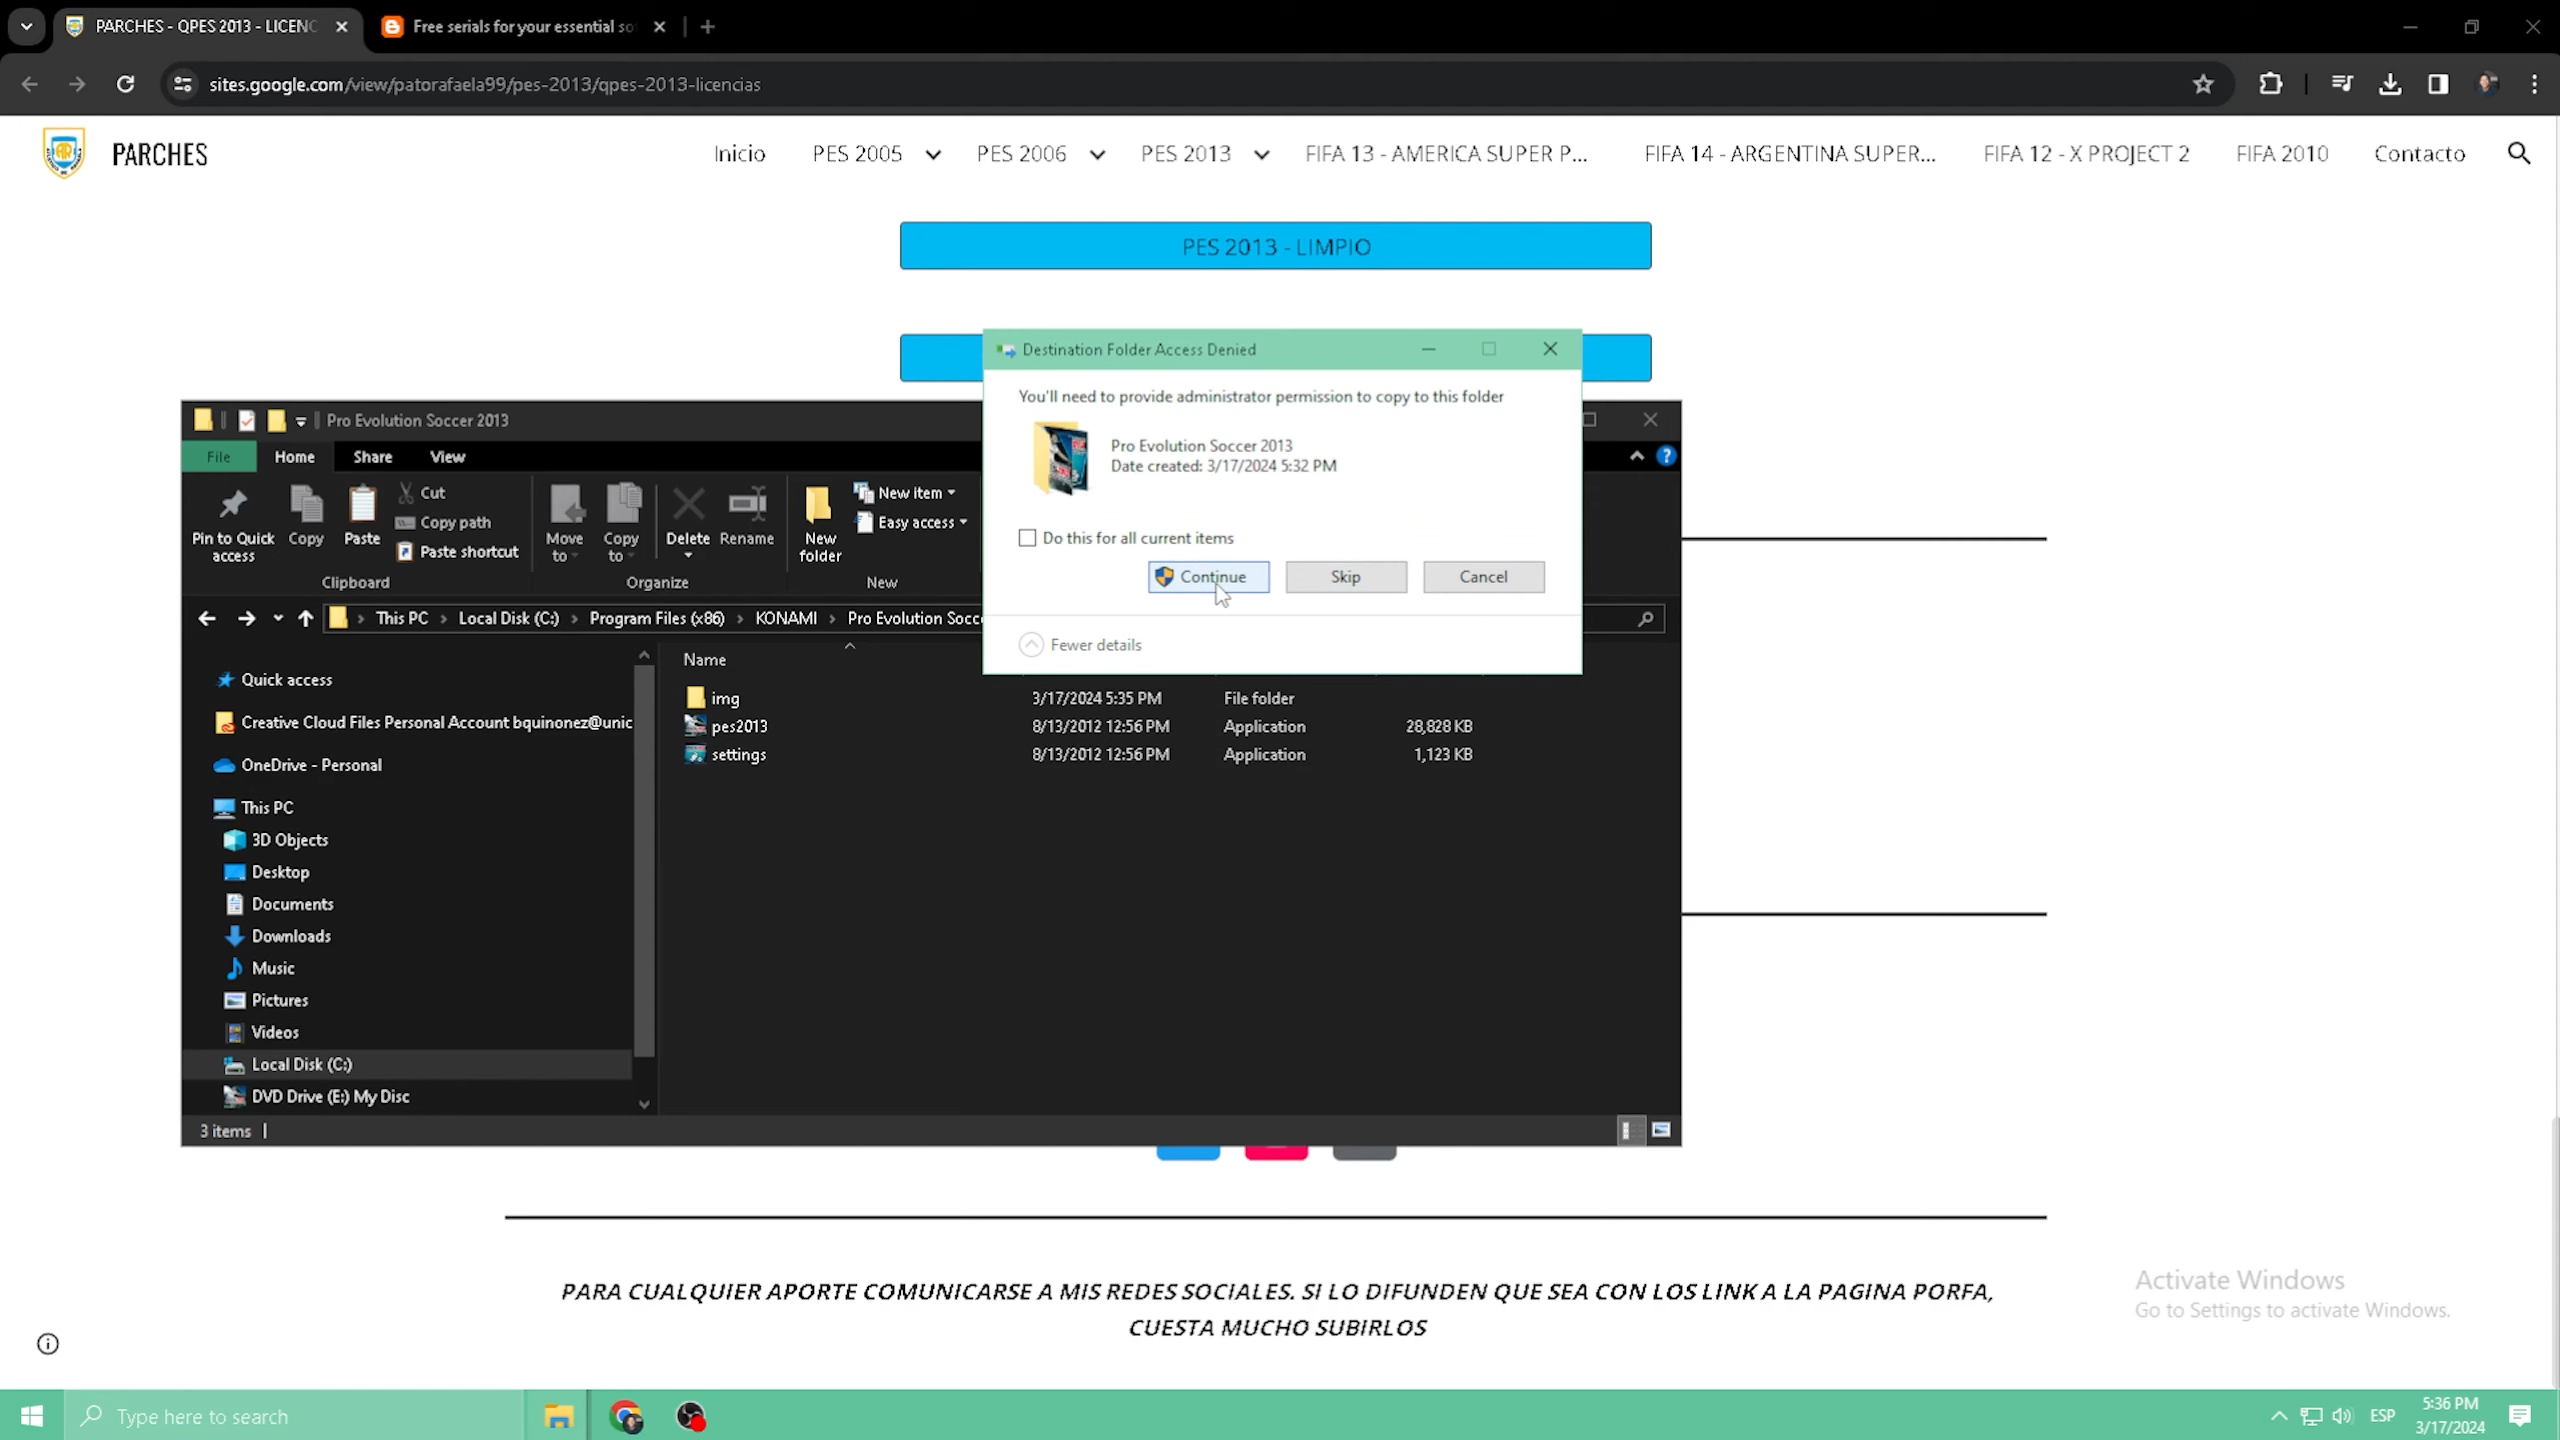 PARCHES - QPES 2013 - LICENC
Free serials for your essential so
sites.google.com/view/patorafaela99/pes-2013/qpes-2013-licencias
PARCHES
Inicio
PES 2005
PES 2006
PES 2013
FIFA 13 - AMERICA SUPER P...
FIFA 14 - ARGENTINA SUPER...
FIFA 12 - X PROJECT 2
FIFA 2010
Contacto
PES 2013 - LIMPIO
Destination Folder Access Denied
You'll need to provide administrator permission to copy to this folder
Pro Evolution Soccer 2013
Date created: 3/17/2024 5:32 PM
Do this for all current items
Continue
Skip
Cancel
Fewer details
Pro Evolution Soccer 2013
File
Home
Share
View
Pin to Quick
access
Copy
Paste
Cut
Copy path
Paste shortcut
Clipboard
Move
to
Copy
to
Delete
Rename
Organize
New
folder
New item
Easy access
New
This PC > Local Disk (C:) > Program Files (x86) > KONAMI > Pro Evolution Socc
Name
img 3/17/2024 5:35 PM File folder
pes2013 8/13/2012 12:56 PM Application 28,828 KB
settings 8/13/2012 12:56 PM Application 1,123 KB
Quick access
Creative Cloud Files Personal Account bquinonez@unic
OneDrive - Personal
This PC
3D Objects
Desktop
Documents
Downloads
Music
Pictures
Videos
Local Disk (C:)
DVD Drive (E:) My Disc
3 items
PARA CUALQUIER APORTE COMUNICARSE A MIS REDES SOCIALES. SI LO DIFUNDEN QUE SEA CON LOS LINK A LA PAGINA PORFA,
CUESTA MUCHO SUBIRLOS
Activate Windows
Go to Settings to activate Windows.
Type here to search
ESP
5:36 PM
3/17/2024